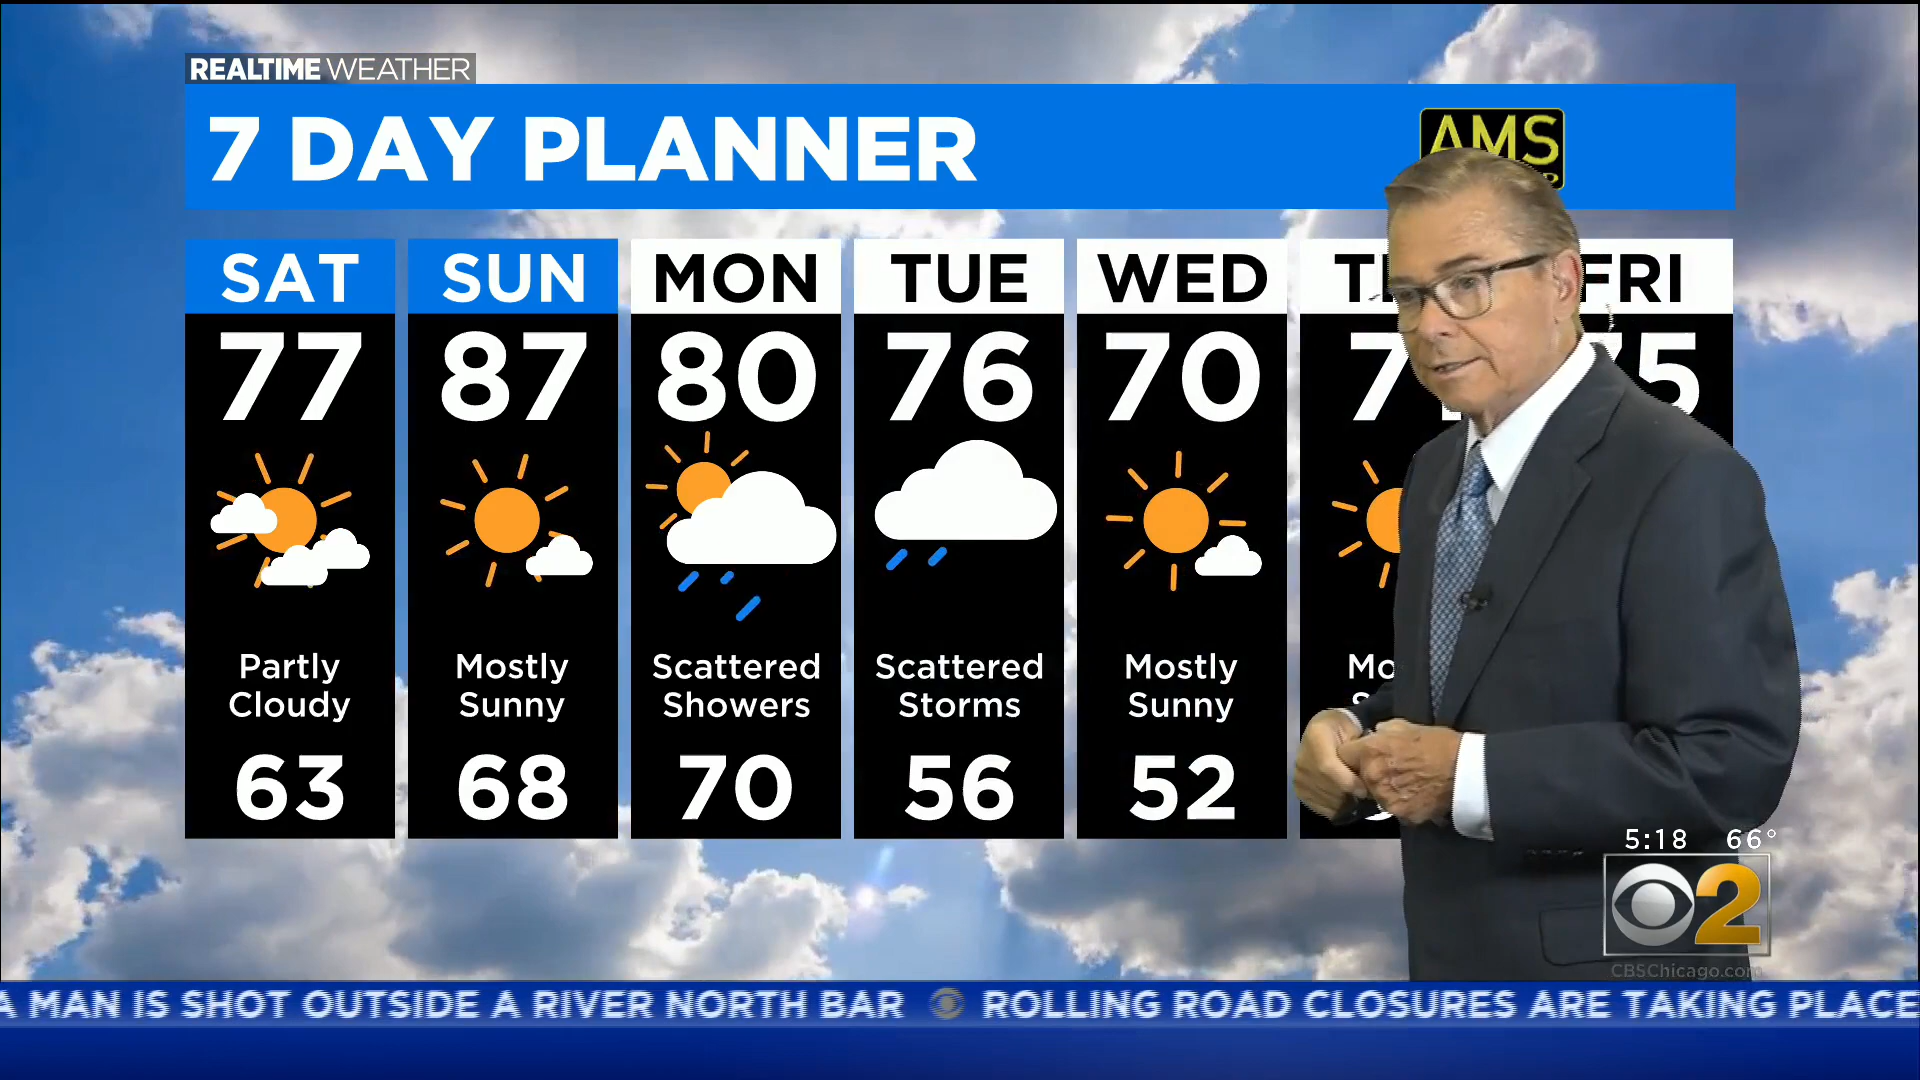 REALTIME WEATHER
7 DAY PLANNER
AMS
SAT SUN MON TUE WED FRI
77 87 80 76 70
Partly Cloudy
Mostly Sunny
Scattered Showers
Scattered Storms
Mostly Sunny
63 68 70 56 52
5:18 66°
2
CBSChicago.com
A MAN IS SHOT OUTSIDE A RIVER NORTH BAR ROLLING ROAD CLOSURES ARE TAKING PLACE